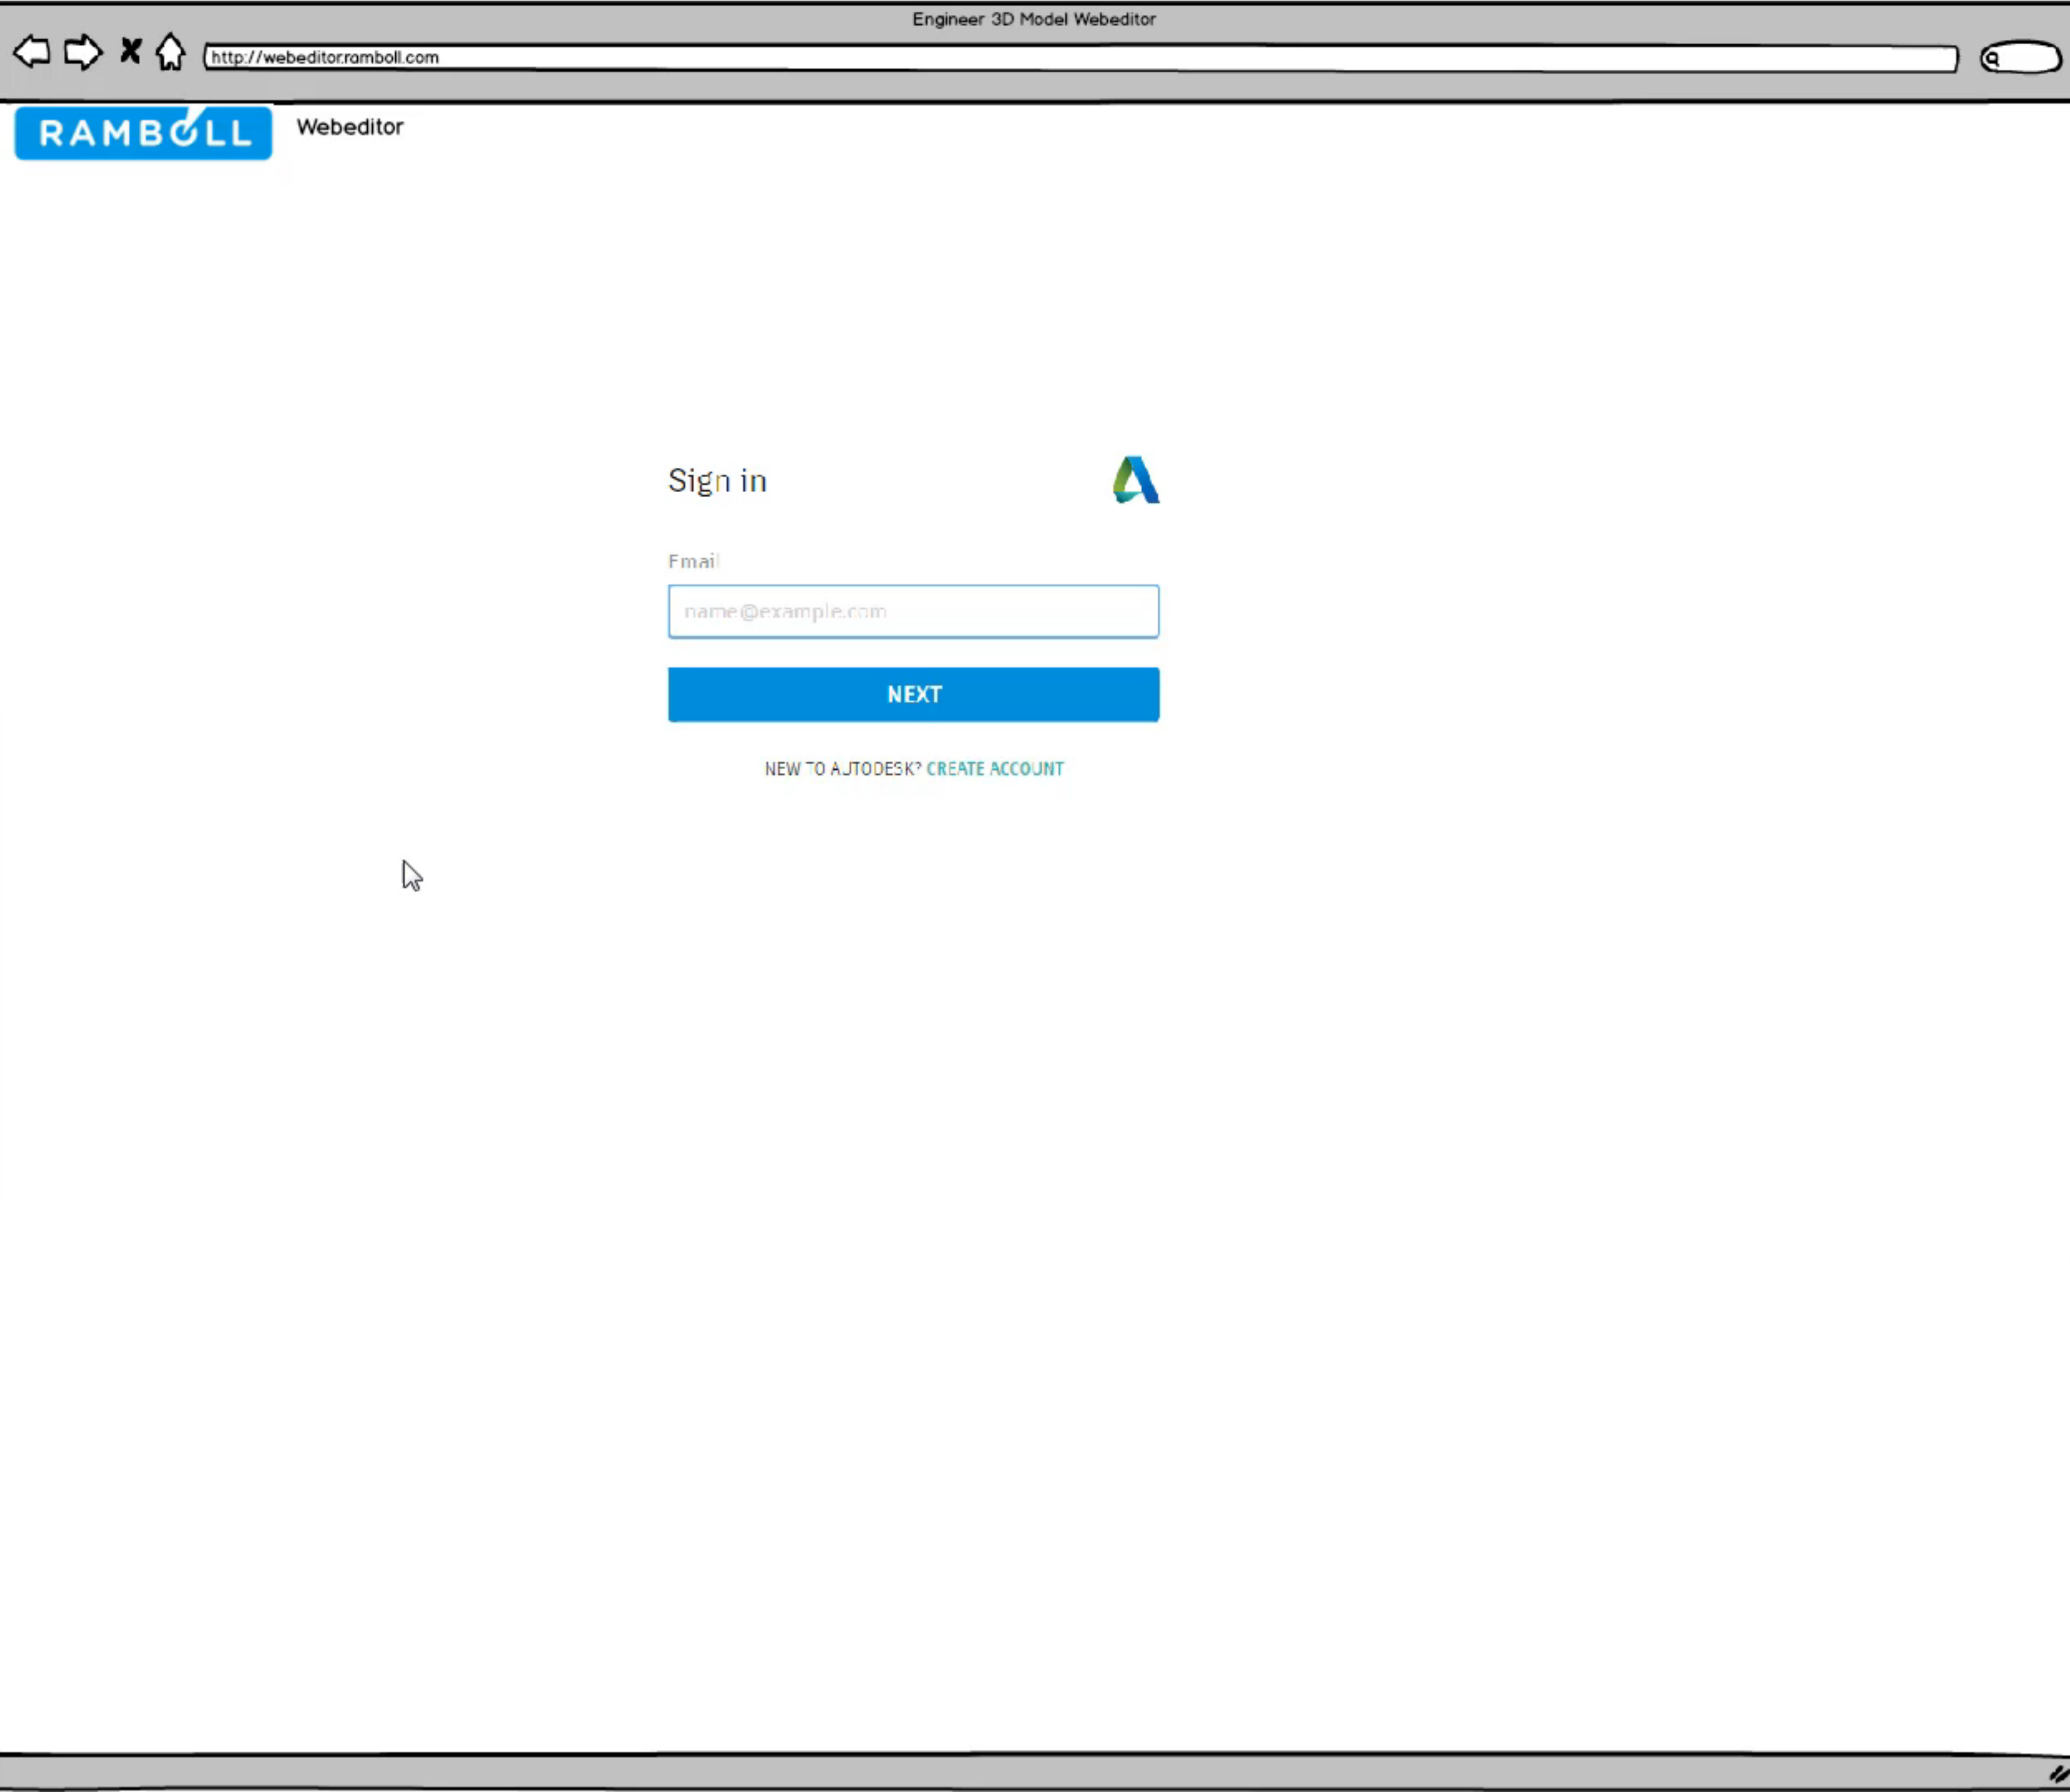 Engineer 3D Model Webeditor
http://webeditor.ramboll.com
RAMBOLL Webeditor
Sign in
Email
name@example.com
NEXT
NEW TO AUTODESK? CREATE ACCOUNT